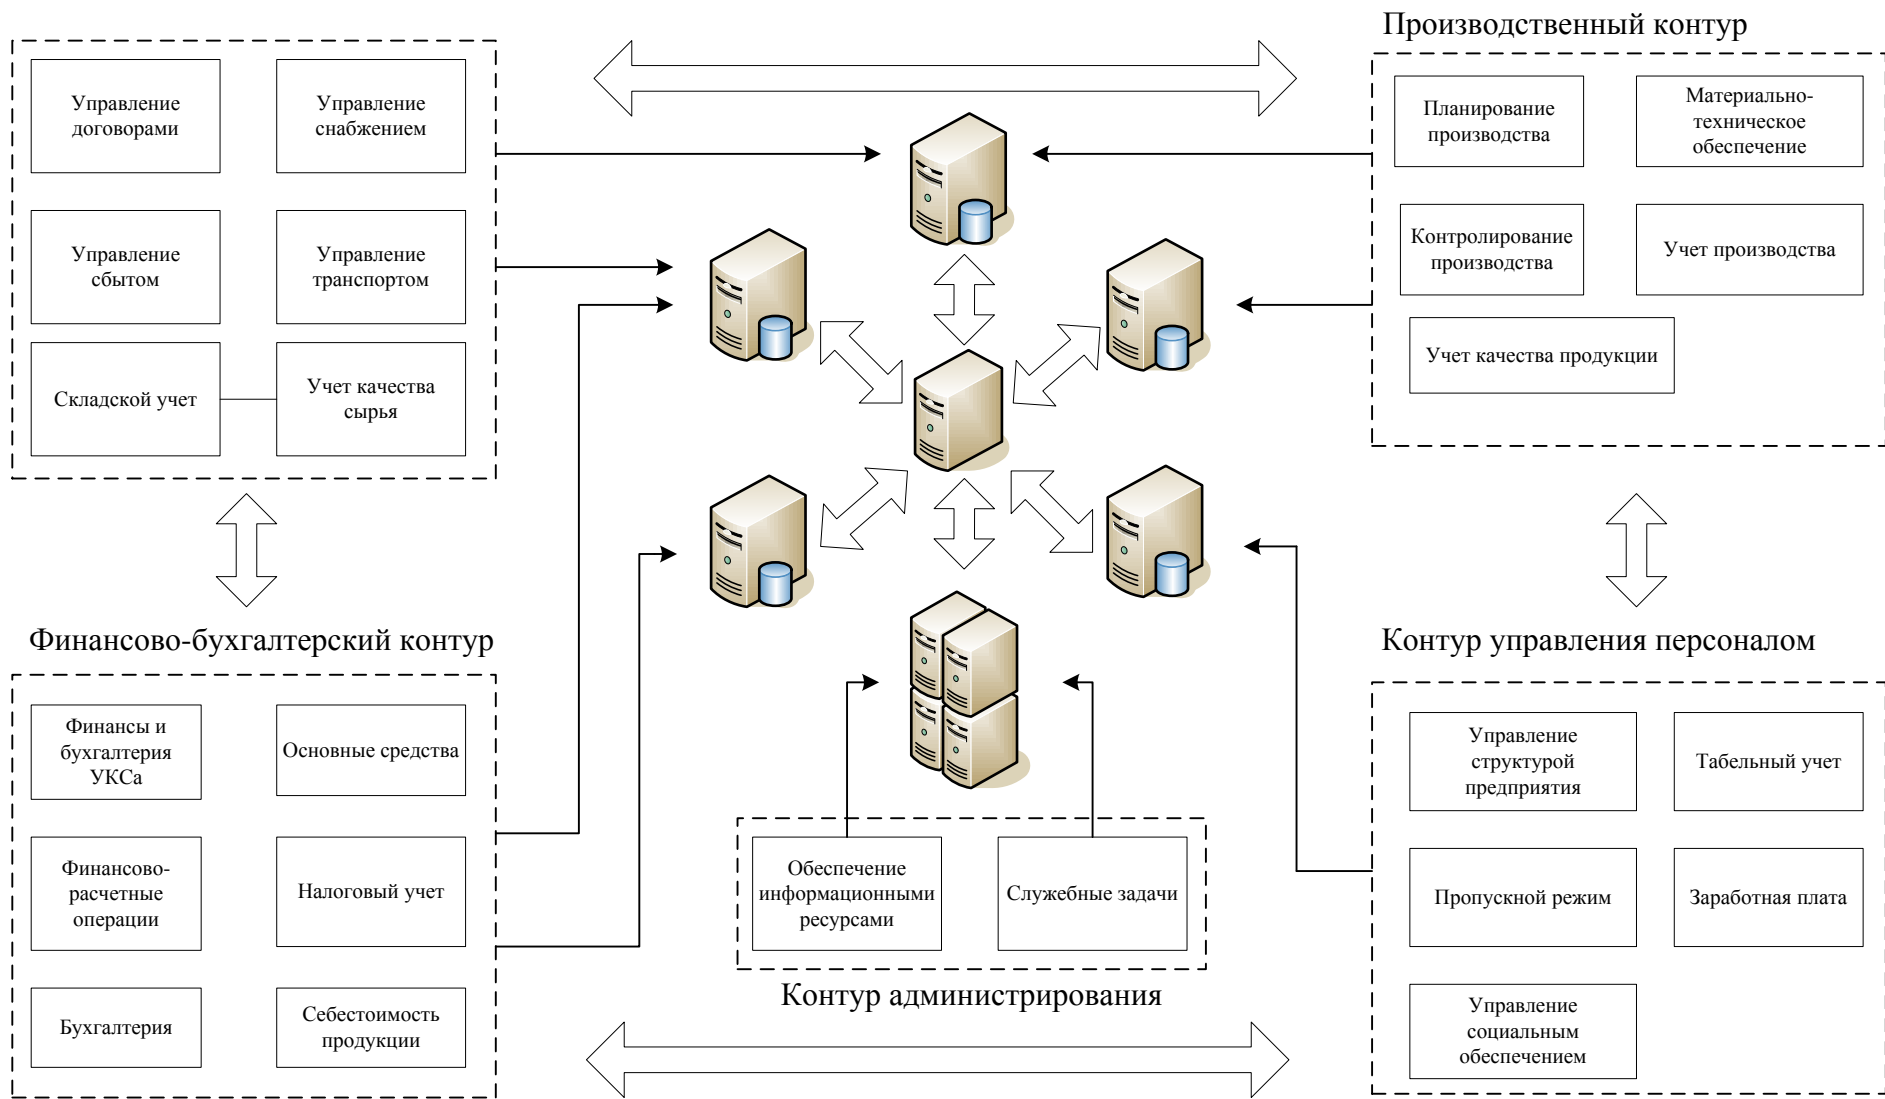 Производственный контур
Управление
договорами
Управление
снабжением
Управление
сбытом
Управление
транспортом
Складской учет
Учет качества
сырья
Планирование
производства
Материально-
техническое
обеспечение
Контролирование
производства
Учет производства
Учет качества продукции
Финансово-бухгалтерский контур
Финансы и
бухгалтерия
УКСа
Основные средства
Финансово-
расчетные
операции
Налоговый учет
Бухгалтерия
Себестоимость
продукции
Обеспечение
информационными
ресурсами
Служебные задачи
Контур администрирования
Контур управления персоналом
Управление
структурой
предприятия
Табельный учет
Пропускной режим
Заработная плата
Управление
социальным
обеспечением